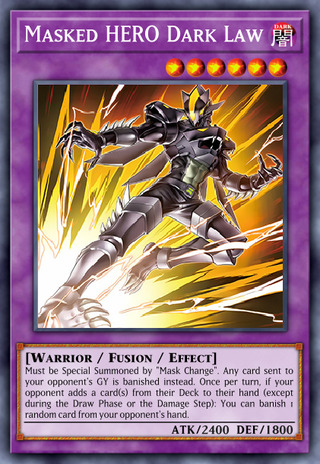 Masked HERO Dark Law
DARK
闇
[Warrior / Fusion / Effect]
Must be Special Summoned by "Mask Change". Any card sent to
your opponent's GY is banished instead. Once per turn, if your
opponent adds a card(s) from their Deck to their hand (except
during the Draw Phase or the Damage Step): You can banish 1
random card from your opponent's hand.
ATK/2400 DEF/1800